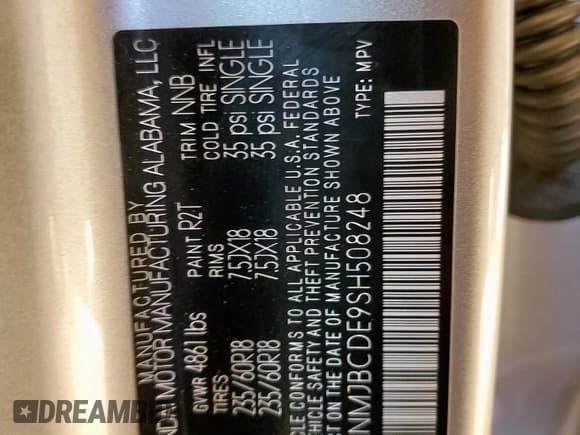 MANUFACTURED BY
NDAI MOTOR MANUFACTURING ALABAMA, LLC
PAINT R2T TRIM NNB
GVWR 4861 lbs
TIRES RIMS COLD TIRE INFL
235/60R18 7.5JX18 35 psi SINGLE
235/60R18 7.5JX18 35 psi SINGLE
CLE CONFORMS TO ALL APPLICABLE U.S.A. FEDERAL
VEHICLE SAFETY AND THEFT PREVENTION STANDARDS
ON DATE OF MANUFACTURE SHOWN ABOVE
NMJBCDE9SH508248 TYPE: MPV
DREAMBI